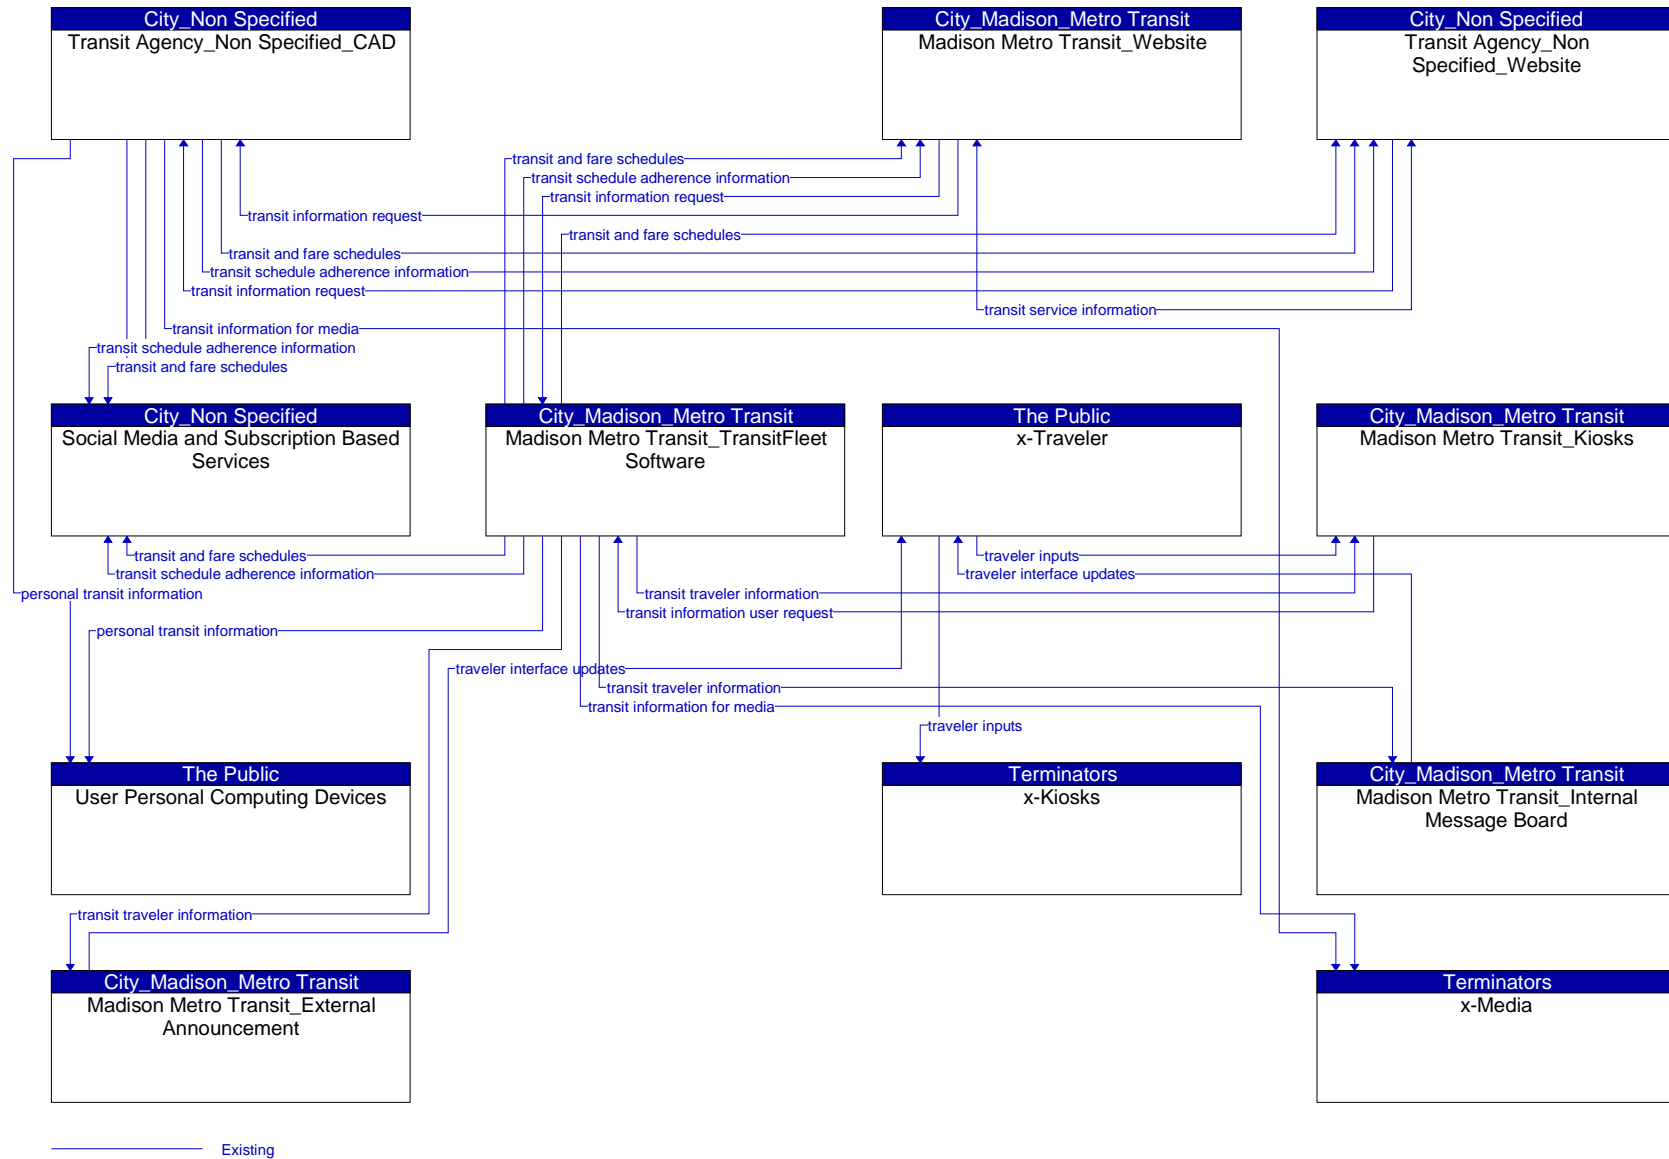 City_Non Specified
Transit Agency_Non Specified_CAD
City_Madison_Metro Transit
Madison Metro Transit_Website
City_Non Specified
Transit Agency_Non
Specified_Website
transit and fare schedules
transit schedule adherence information
transit information request
transit information request
transit and fare schedules
transit and fare schedules
transit schedule adherence information
transit information request
transit service information
transit information for media
transit schedule adherence information
transit and fare schedules
City_Non Specified
Social Media and Subscription Based
Services
City_Madison_Metro Transit
Madison Metro Transit_TransitFleet
Software
The Public
x-Traveler
City_Madison_Metro Transit
Madison Metro Transit_Kiosks
transit and fare schedules
traveler inputs
transit schedule adherence information
traveler interface updates
personal transit information
transit traveler information
transit information user request
personal transit information
traveler interface updates
transit traveler information
transit information for media
traveler inputs
The Public
User Personal Computing Devices
Terminators
x-Kiosks
City_Madison_Metro Transit
Madison Metro Transit_Internal
Message Board
transit traveler information
City_Madison_Metro Transit
Madison Metro Transit_External
Announcement
Terminators
x-Media
Existing